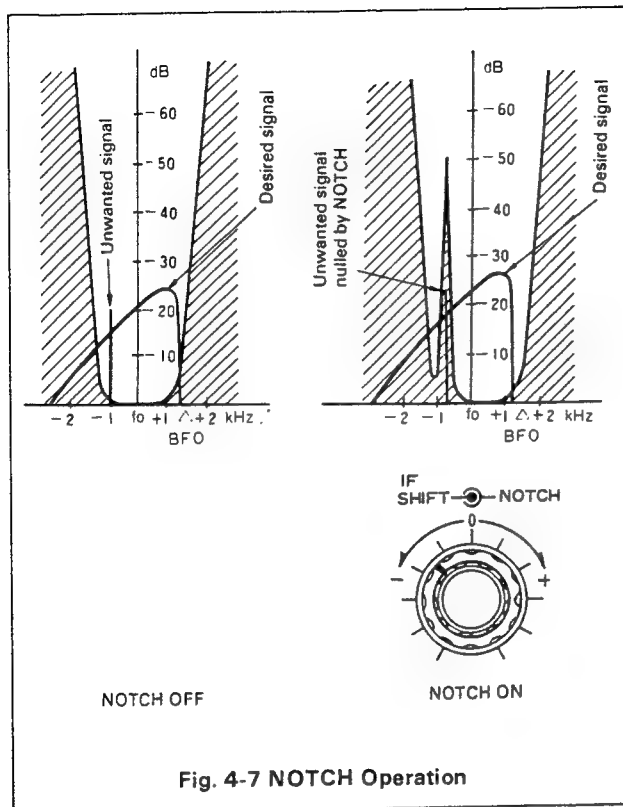 dB
-60
-50
-40
-30
-20
-10
Unwanted signal
Desired signal
-2 -1 fo +1 +2 kHz
BFO
dB
-60
-50
-40
-30
-20
-10
Unwanted signal
nulled by NOTCH
Desired signal
-2 -1 fo +1 +2 kHz
BFO
IF
SHIFT NOTCH
0
- +
NOTCH OFF
NOTCH ON
Fig. 4-7 NOTCH Operation